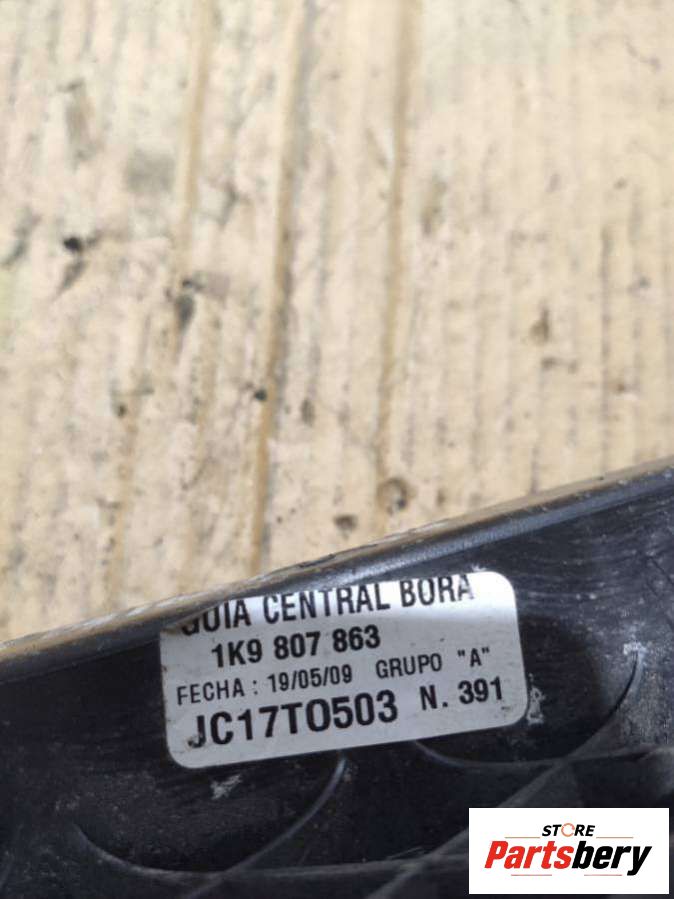 GUIA CENTRAL BORA
1K9 807 863
FECHA : 19/05/09 GRUPO "A"
JC17TO503 N. 391
STORE
Partsbery